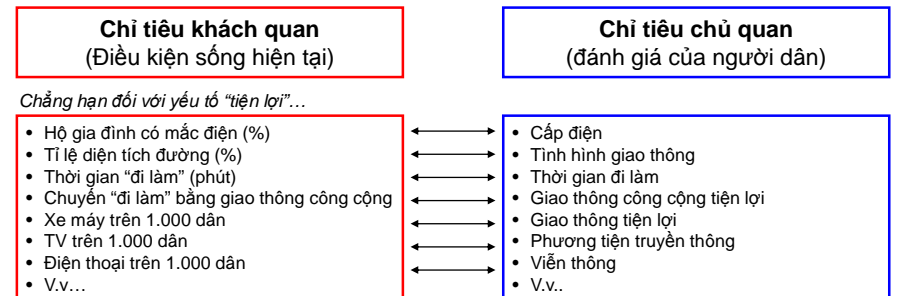 Chỉ tiêu khách quan
(Điều kiện sống hiện tại)
Chỉ tiêu chủ quan
(đánh giá của người dân)
Chẳng hạn đối với yếu tố “tiện lợi”…
• Hộ gia đình có mắc điện (%)
• Tỉ lệ diện tích đường (%)
• Thời gian “đi làm” (phút)
• Chuyến “đi làm” bằng giao thông công cộng
• Xe máy trên 1.000 dân
• TV trên 1.000 dân
• Điện thoại trên 1.000 dân
• V.v…
• Cấp điện
• Tình hình giao thông
• Thời gian đi làm
• Giao thông công cộng tiện lợi
• Giao thông tiện lợi
• Phương tiện truyền thông
• Viễn thông
• V.v..